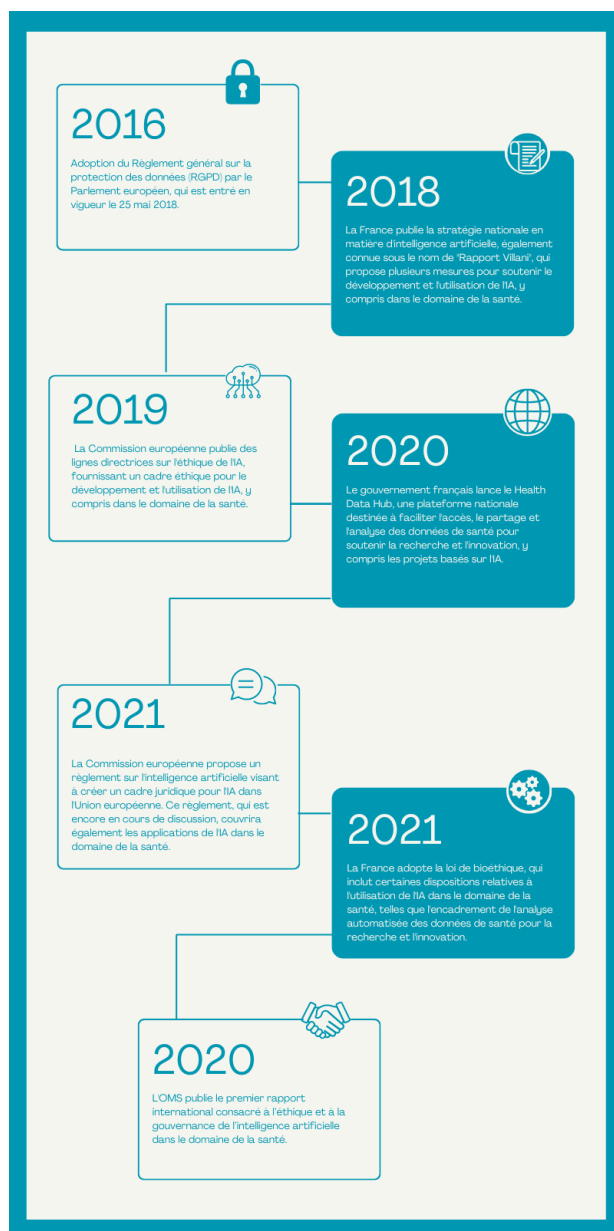 2016
Adoption du Règlement général sur la
protection des données (RGPD) par le
Parlement européen, qui est entré en
vigueur le 25 mai 2018.
2018
La France publie la stratégie nationale en
matière d'intelligence artificielle, également
connue sous le nom de "Rapport Villani", qui
propose plusieurs mesures pour soutenir le
développement et l'utilisation de l'IA, y
compris dans le domaine de la santé.
2019
La Commission européenne publie des
lignes directrices sur l'éthique de l'IA,
fournissant un cadre éthique pour le
développement et l'utilisation de l'IA, y
compris dans le domaine de la santé.
2020
Le gouvernement français lance le Health
Data Hub, une plateforme nationale
destinée à faciliter l'accès, le partage et
l'analyse des données de santé pour
soutenir la recherche et l'innovation, y
compris les projets basés sur l'IA.
2021
La Commission européenne propose un
règlement sur l'intelligence artificielle visant
à créer un cadre juridique pour l'IA dans
l'Union européenne. Ce règlement, qui est
encore en cours de discussion, couvrira
également les applications de l'IA dans le
domaine de la santé.
2021
La France adopte la loi de bioéthique, qui
inclut certaines dispositions relatives à
l'utilisation de l'IA dans le domaine de la
santé, telles que l'encadrement de l'analyse
automatisée des données de santé pour la
recherche et l'innovation.
2020
L'OMS publie le premier rapport
international consacré à l'éthique et à la
gouvernance de l'intelligence artificielle
dans le domaine de la santé.